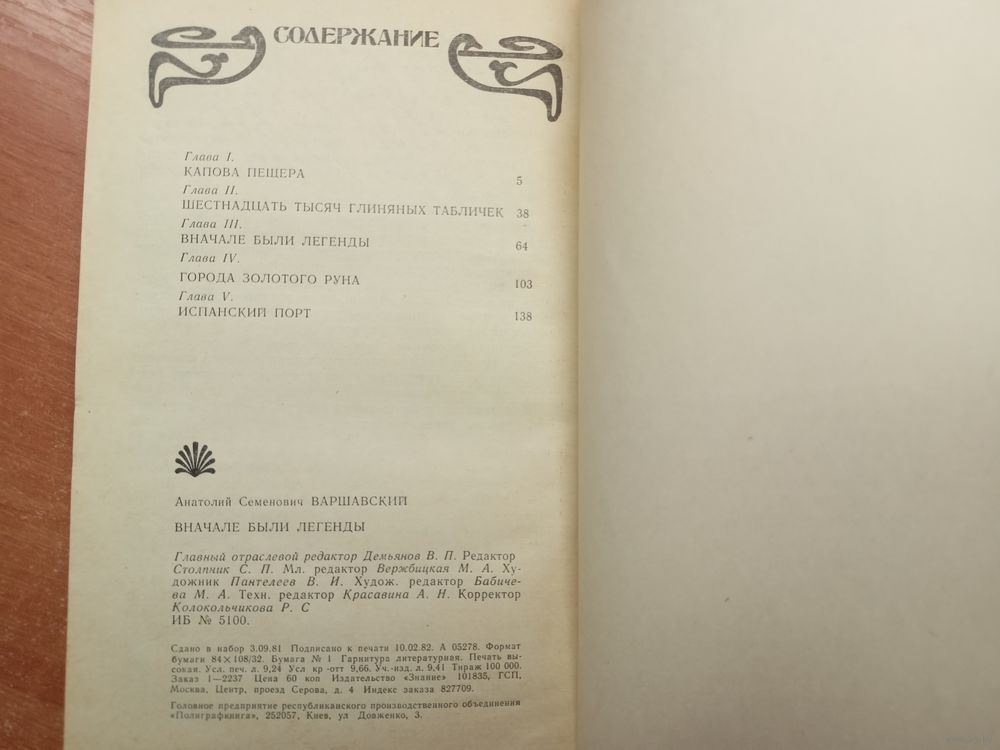 СОДЕРЖАНИЕ
Глава I.
КАПОВА ПЕЩЕРА 5
Глава II.
ШЕСТНАДЦАТЬ ТЫСЯЧ ГЛИНЯНЫХ ТАБЛИЧЕК 38
Глава III.
ВНАЧАЛЕ БЫЛИ ЛЕГЕНДЫ 64
Глава IV.
ГОРОДА ЗОЛОТОГО РУНА 103
Глава V.
ИСПАНСКИЙ ПОРТ 138
Анатолий Семенович ВАРШАВСКИЙ
ВНАЧАЛЕ БЫЛИ ЛЕГЕНДЫ
Главный отраслевой редактор Демьянов В. П. Редактор
Столпник С. П. Мл. редактор Вержбицкая М. А. Ху-
дожник Пантелеев В. И. Худож. редактор Бабиче-
ва М. А. Техн. редактор Красавина А. Н. Корректор
Колокольчикова Р. С
ИБ № 5100.
Сдано в набор 3.09.81 Подписано к печати 10.02.82. А 05278. Формат
бумаги 84×108/32. Бумага № 1 Гарнитура литературная. Печать вы-
сокая. Усл. печ. л. 9,24 Усл кр -отт 9,66. Уч.-изд. л. 9,41 Тираж 100 000.
Заказ 1—2237 Цена 60 коп Издательство «Знание» 101835, ГСП,
Москва, Центр, проезд Серова, д. 4 Индекс заказа 827709.
Головное предприятие республиканского производственного объединения
«Полиграфкнига», 252057, Киев, ул Довженко, 3.